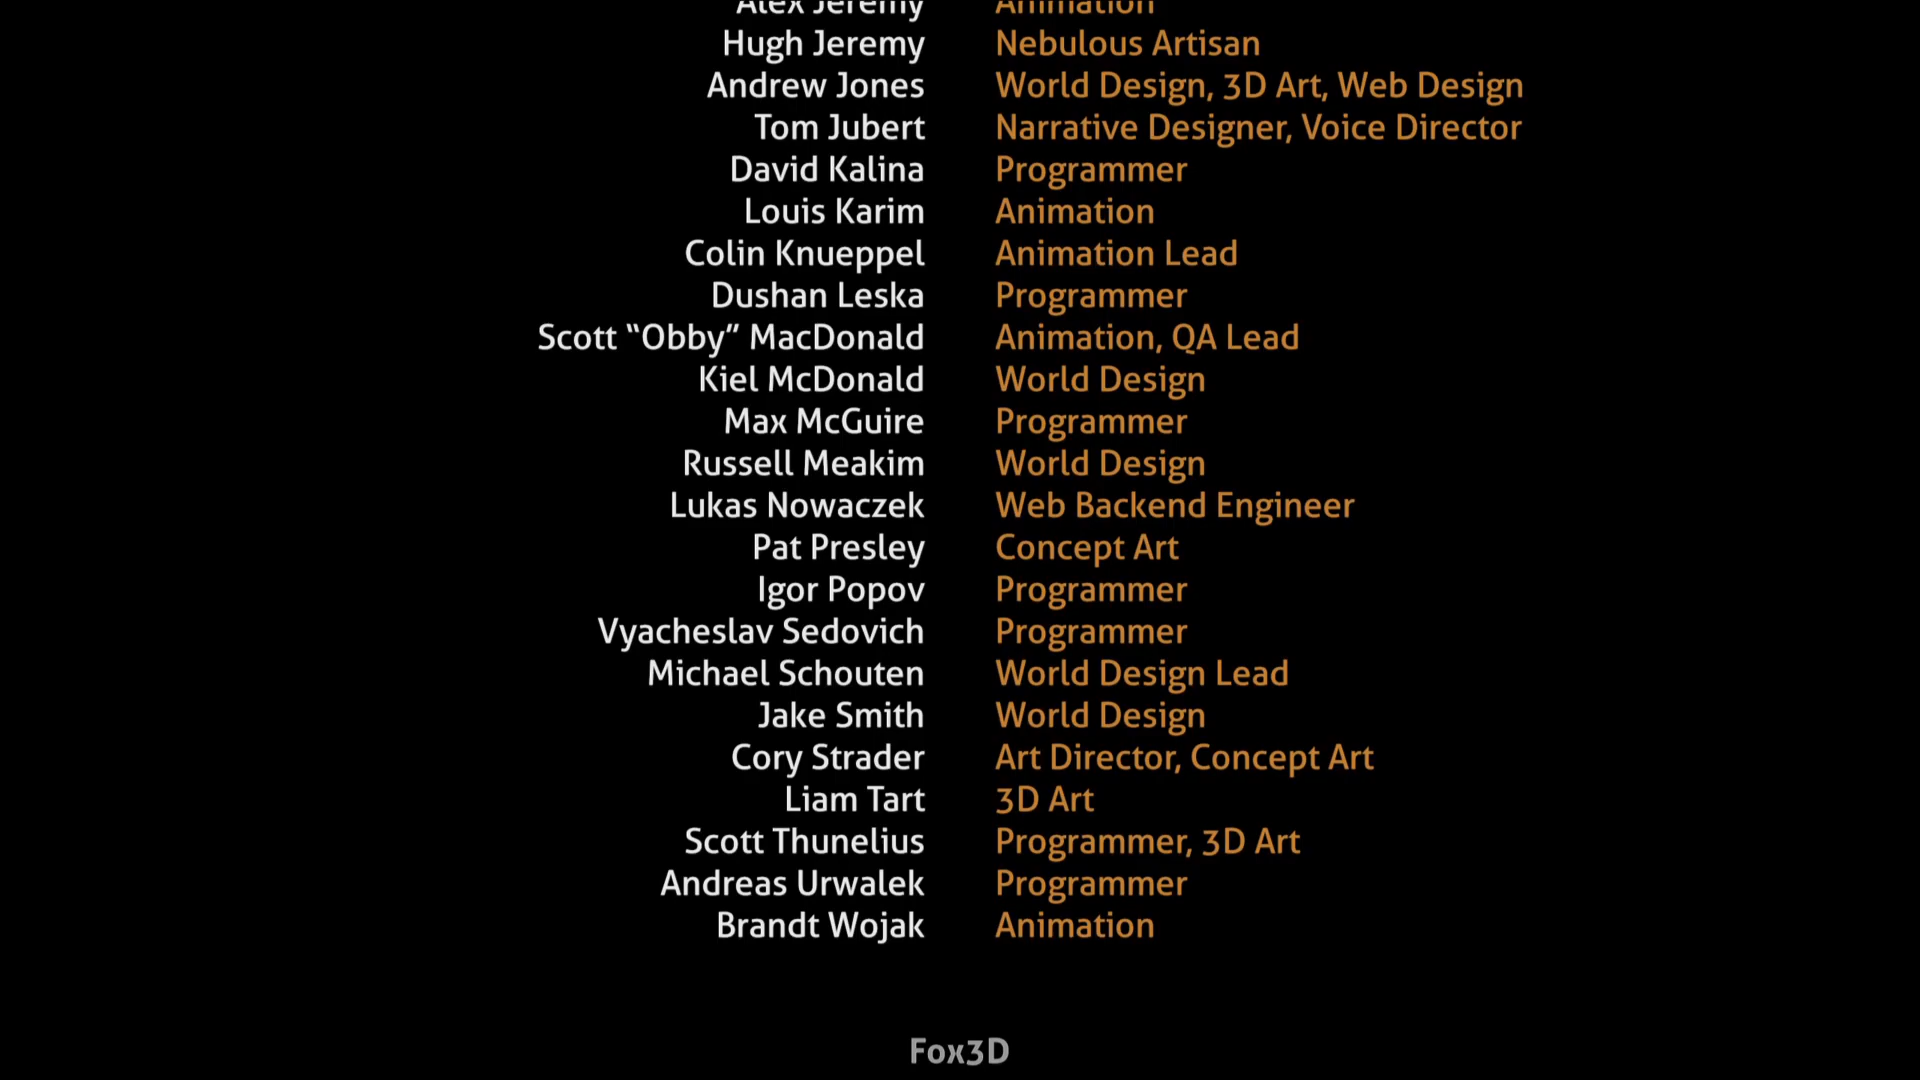 Alex Jeremy Animation
Hugh Jeremy Nebulous Artisan
Andrew Jones World Design, 3D Art, Web Design
Tom Jubert Narrative Designer, Voice Director
David Kalina Programmer
Louis Karim Animation
Colin Knueppel Animation Lead
Dushan Leska Programmer
Scott “Obby” MacDonald Animation, QA Lead
Kiel McDonald World Design
Max McGuire Programmer
Russell Meakim World Design
Lukas Nowaczek Web Backend Engineer
Pat Presley Concept Art
Igor Popov Programmer
Vyacheslav Sedovich Programmer
Michael Schouten World Design Lead
Jake Smith World Design
Cory Strader Art Director, Concept Art
Liam Tart 3D Art
Scott Thunelius Programmer, 3D Art
Andreas Urwalek Programmer
Brandt Wojak Animation
Fox3D